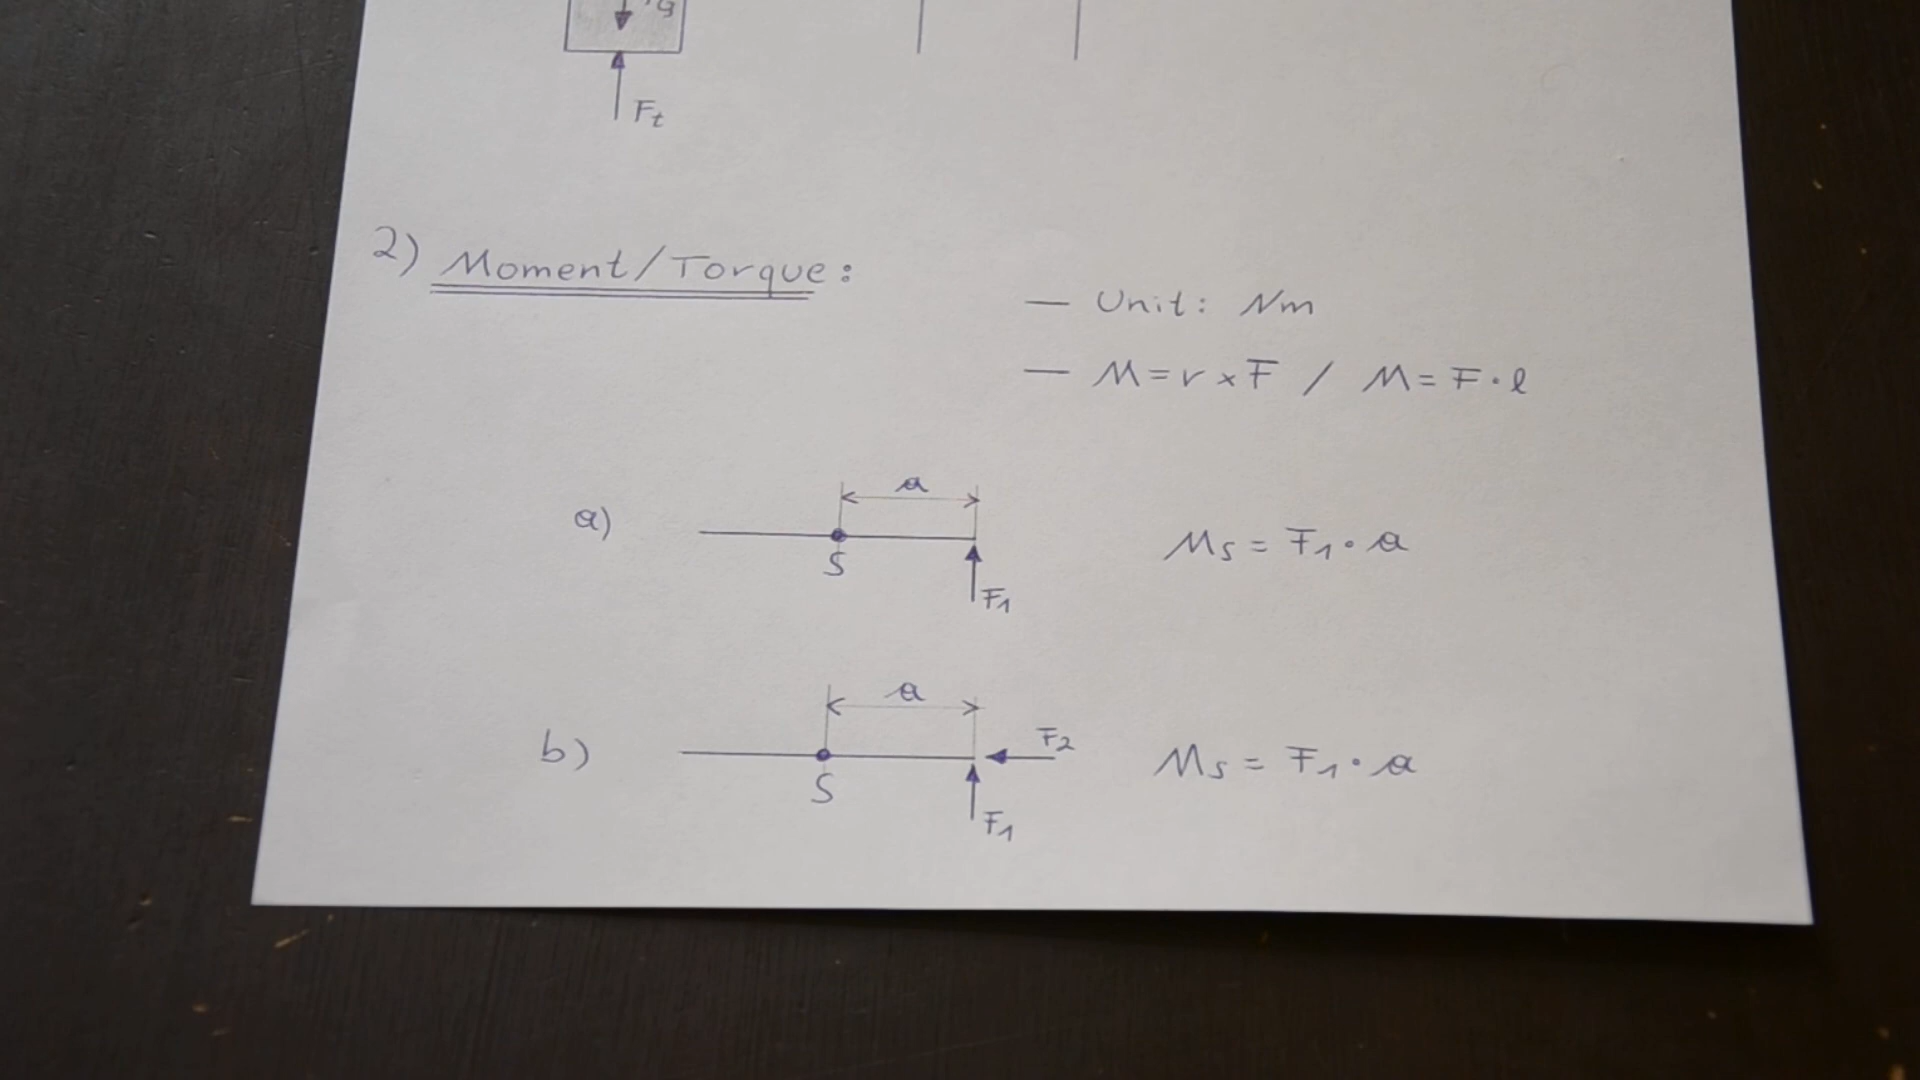 Ft
2) Moment/Torque:
— Unit: Nm
— M = r × F / M = F · l
a
a)
S
F1
Ms = F1 · a
a
b)
S
F2
F1
Ms = F1 · a